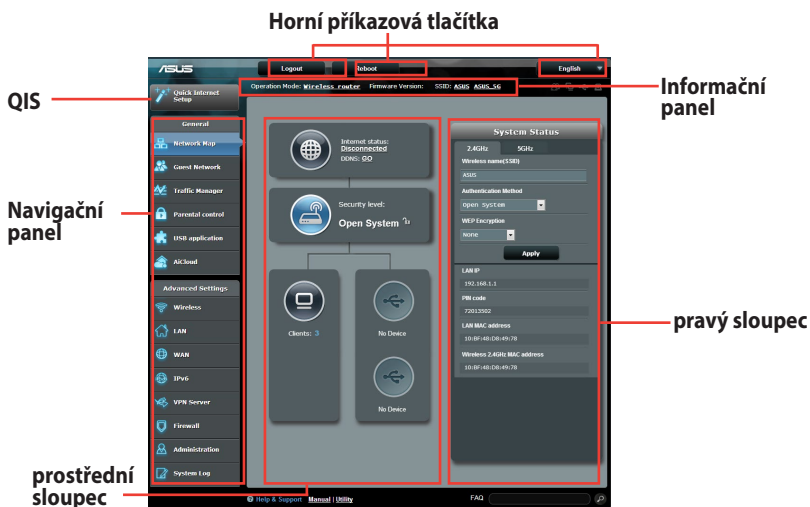 Horní příkazová tlačítka
ASUS
Logout
Reboot
English
QIS
Quick Internet
Setup
Operation Mode: Wireless router Firmware Version: SSID: ASUS ASUS_5G
Informační
panel
Navigační
panel
General
Network Map
Guest Network
Traffic Manager
Parental control
USB application
AiCloud
Advanced Settings
Wireless
LAN
WAN
IPv6
VPN Server
Firewall
Administration
System Log
Internet status:
Disconnected
DDNS: GO
Security level:
Open System
Clients: 3
No Device
No Device
System Status
2.4GHz 5GHz
Wireless name(SSID)
ASUS
Authentication Method
Open System
WEP Encryption
None
Apply
LAN IP
192.168.1.1
PIN code
72013502
LAN MAC address
10:BF:48:D8:49:78
Wireless 2.4GHz MAC address
10:BF:48:D8:49:78
pravý sloupec
prostřední
sloupec
Help & Support Manual | Utility
FAQ